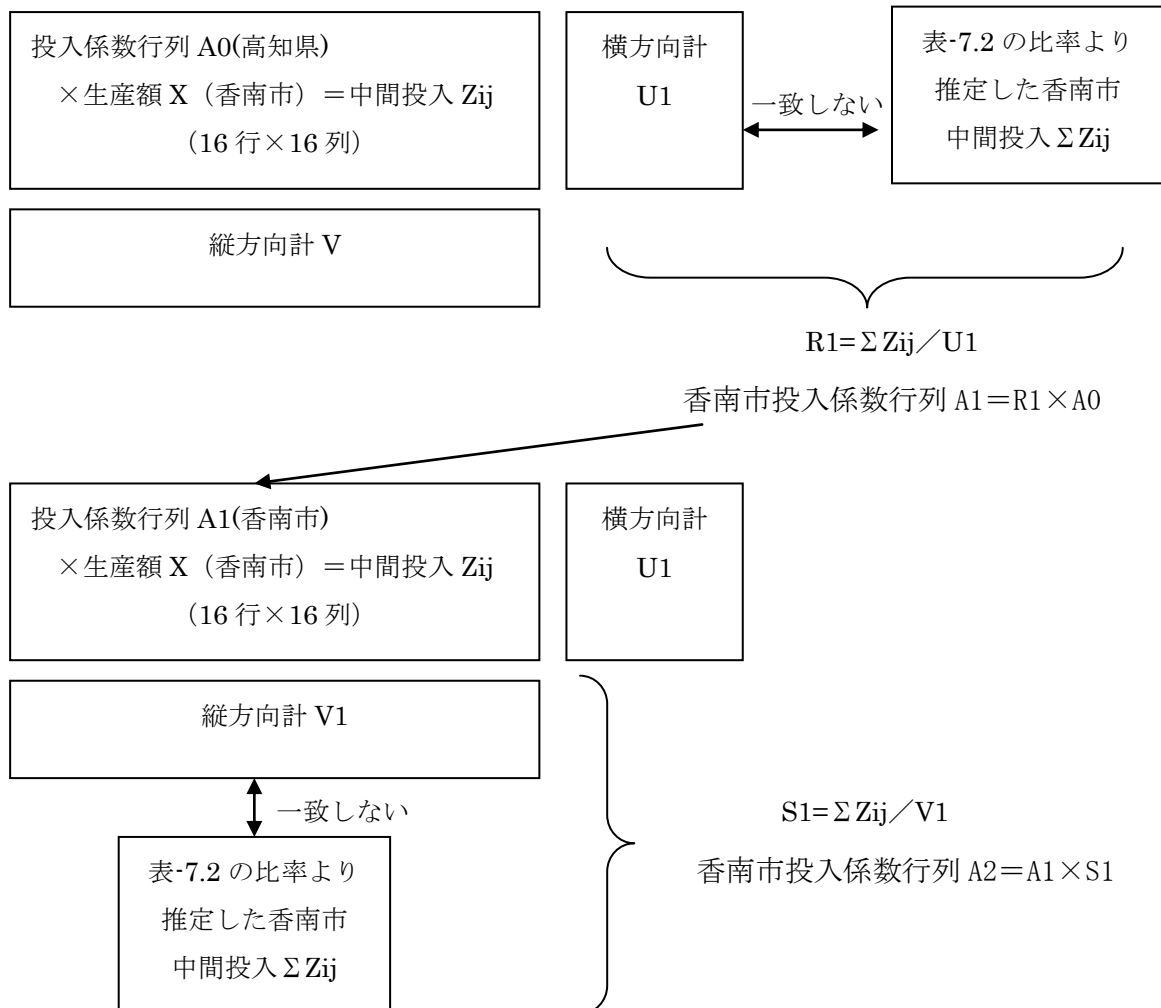 投入係数行列 A0(高知県)
×生産額 X（香南市）＝中間投入 Zij
（16 行×16 列）
横方向計
U1
一致しない
表-7.2 の比率より
推定した香南市
中間投入ΣZij
縦方向計 V
R1=ΣZij／U1
香南市投入係数行列 A1＝R1×A0
投入係数行列 A1(香南市)
×生産額 X（香南市）＝中間投入 Zij
（16 行×16 列）
横方向計
U1
縦方向計 V1
一致しない
表-7.2 の比率より
推定した香南市
中間投入ΣZij
S1=ΣZij／V1
香南市投入係数行列 A2＝A1×S1